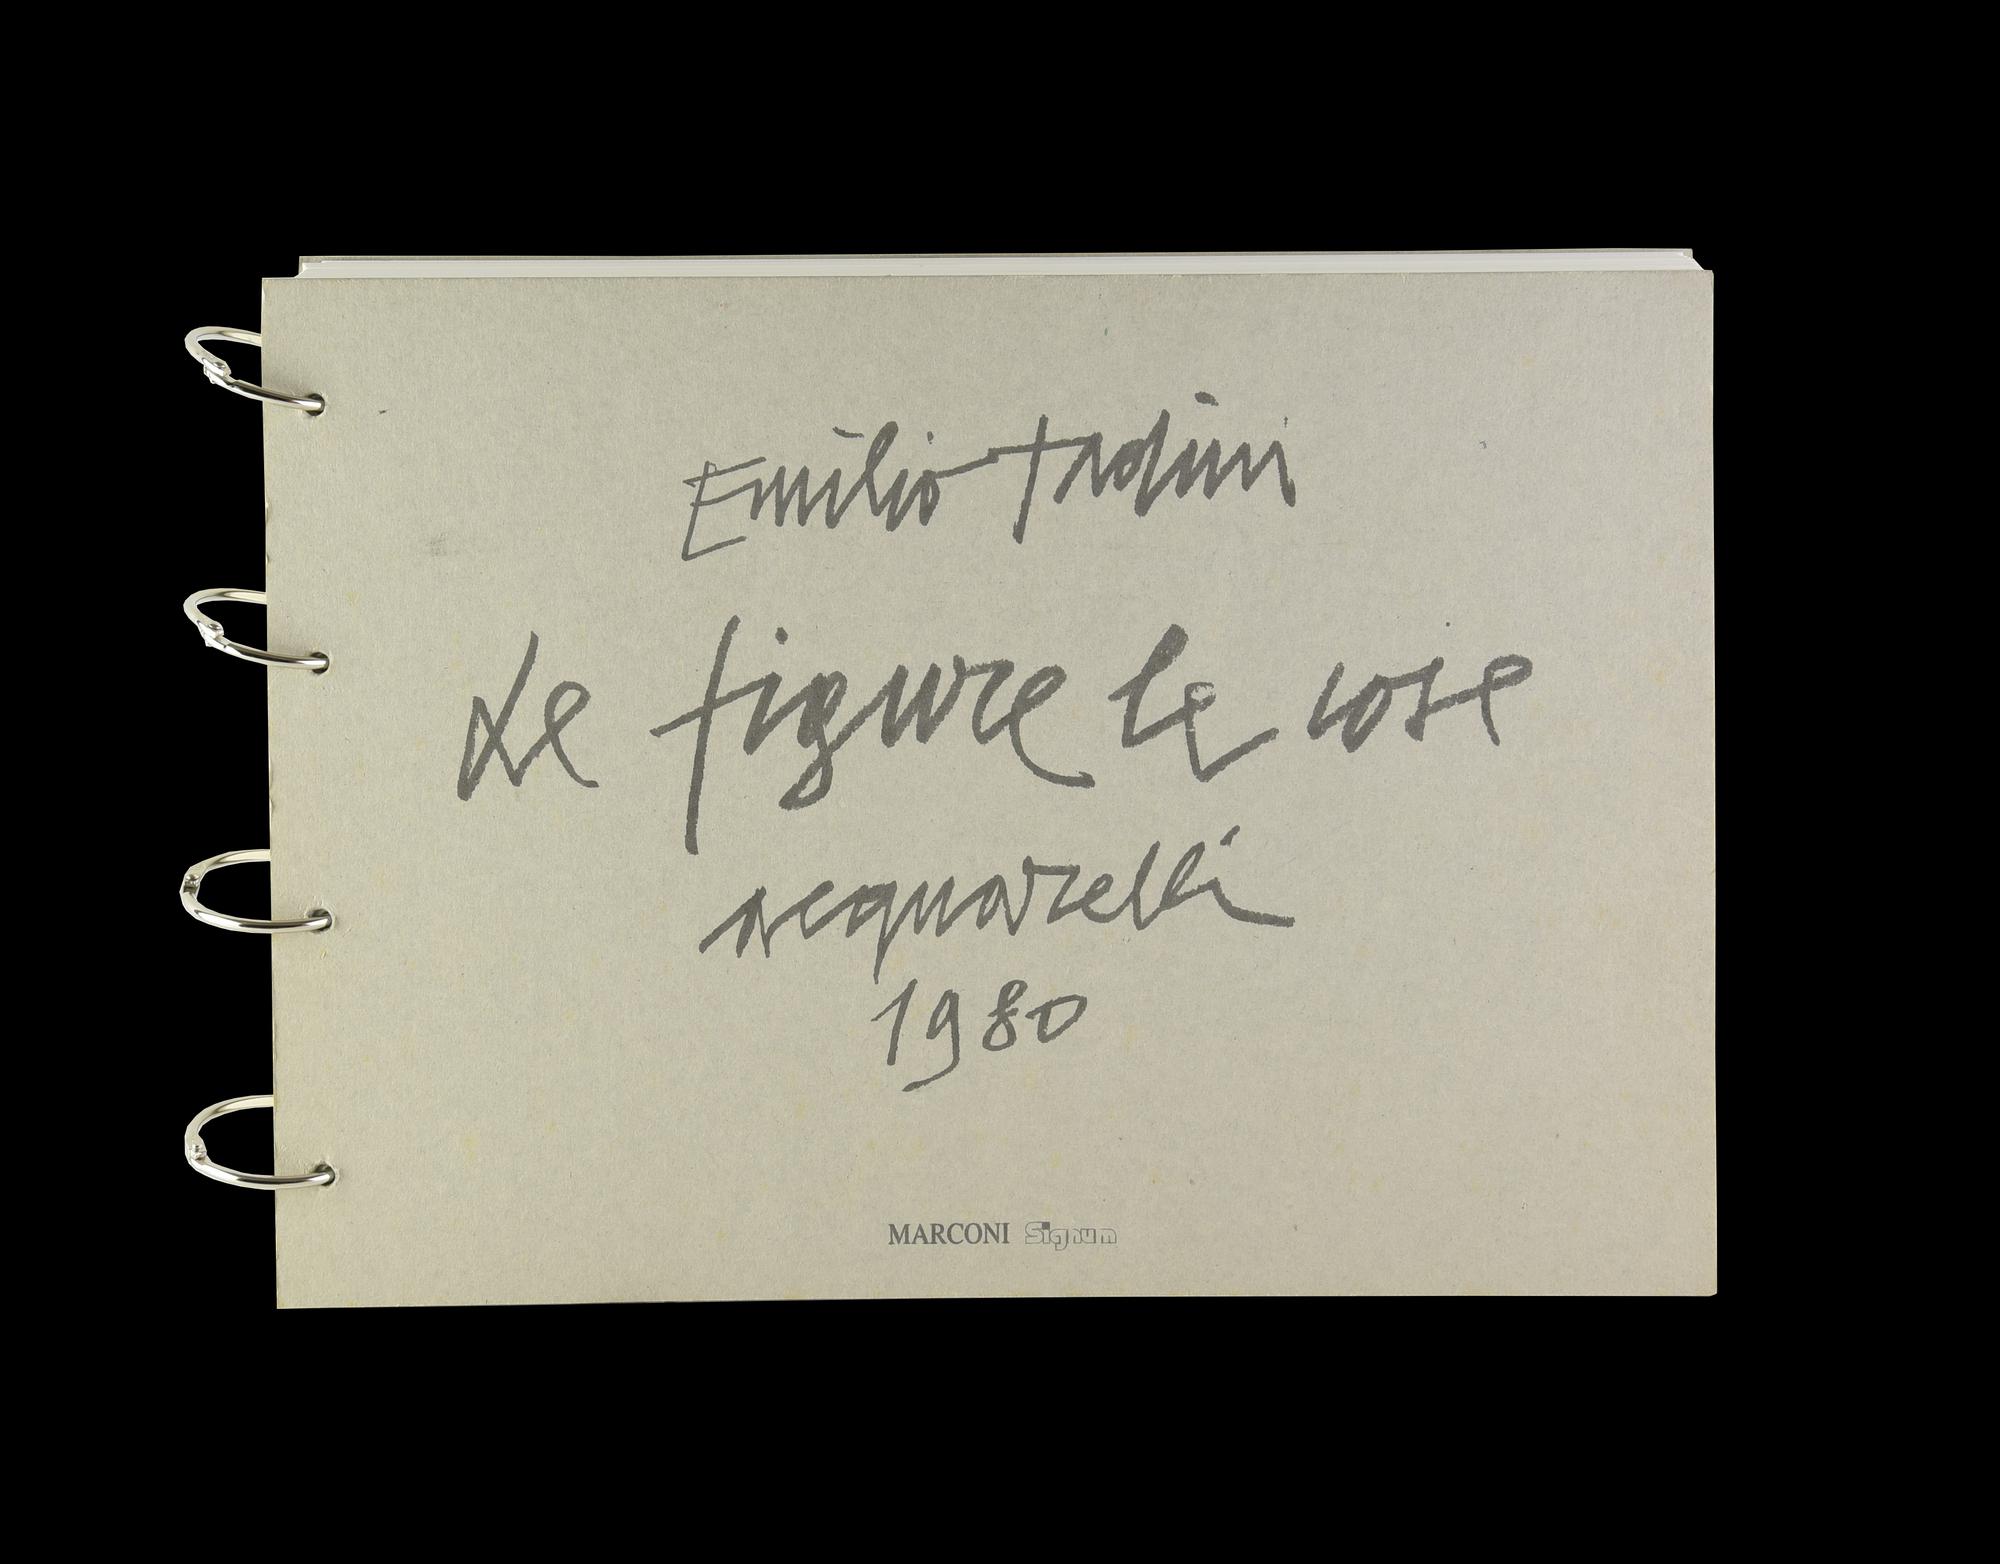 Emilio Tadini
Le figure le cose
acquarelli
1980
MARCONI Signum